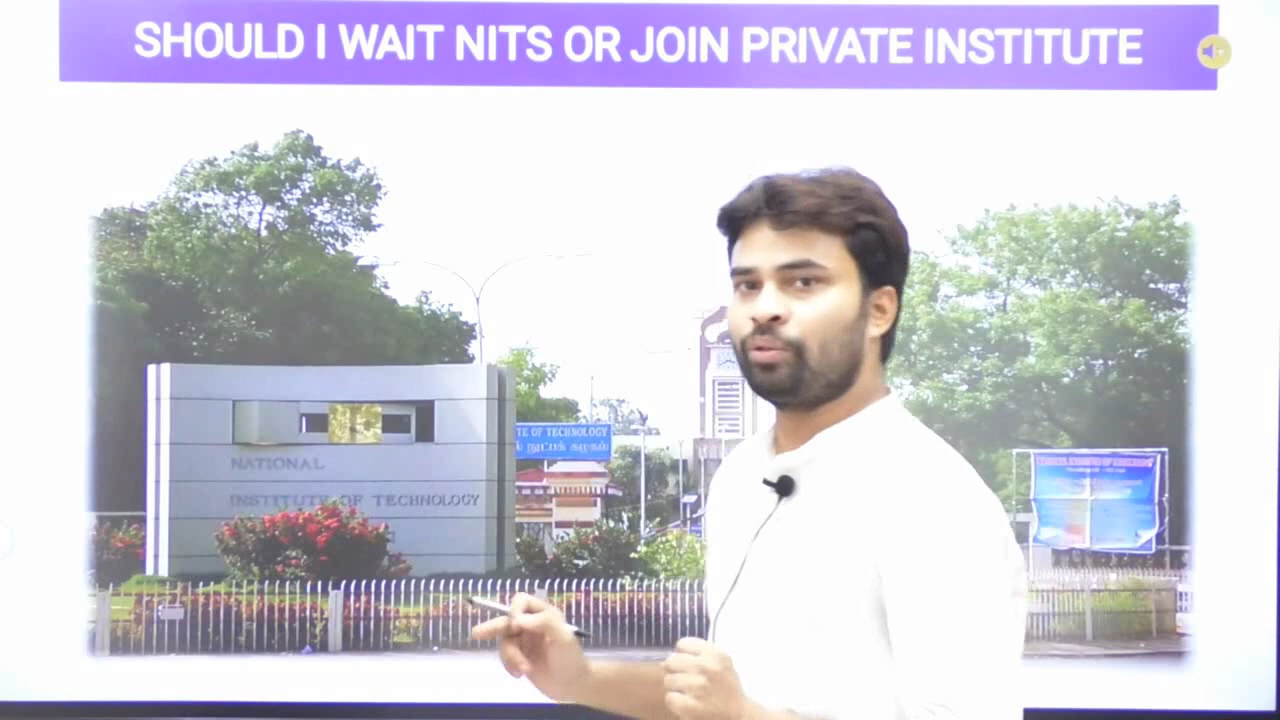 SHOULD I WAIT NITS OR JOIN PRIVATE INSTITUTE
TE OF TECHNOLOGY
NATIONAL
INSTITUTE OF TECHNOLOGY